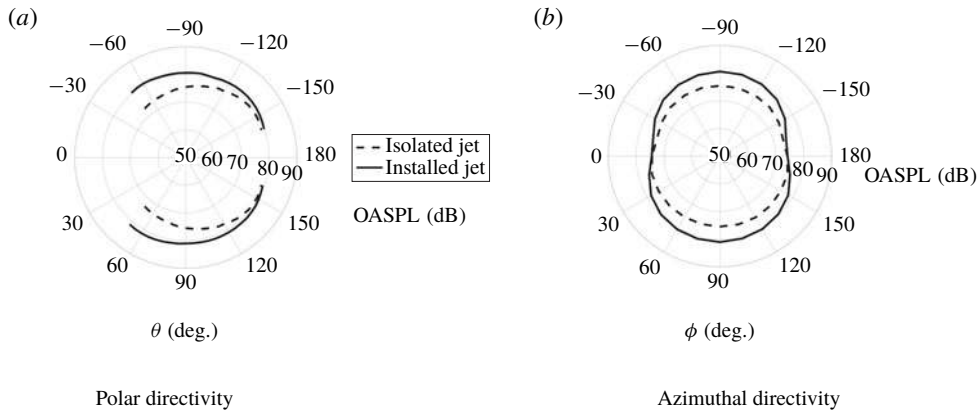 (a)
−90
−60
−120
−30
−150
0
50 60 70 80 90
180
30
150
60
120
90
θ (deg.)
Polar directivity
Isolated jet
Installed jet
OASPL (dB)
(b)
−90
−60
−120
−30
−150
0
50 60 70 80 90
180
OASPL (dB)
30
150
60
120
90
ϕ (deg.)
Azimuthal directivity